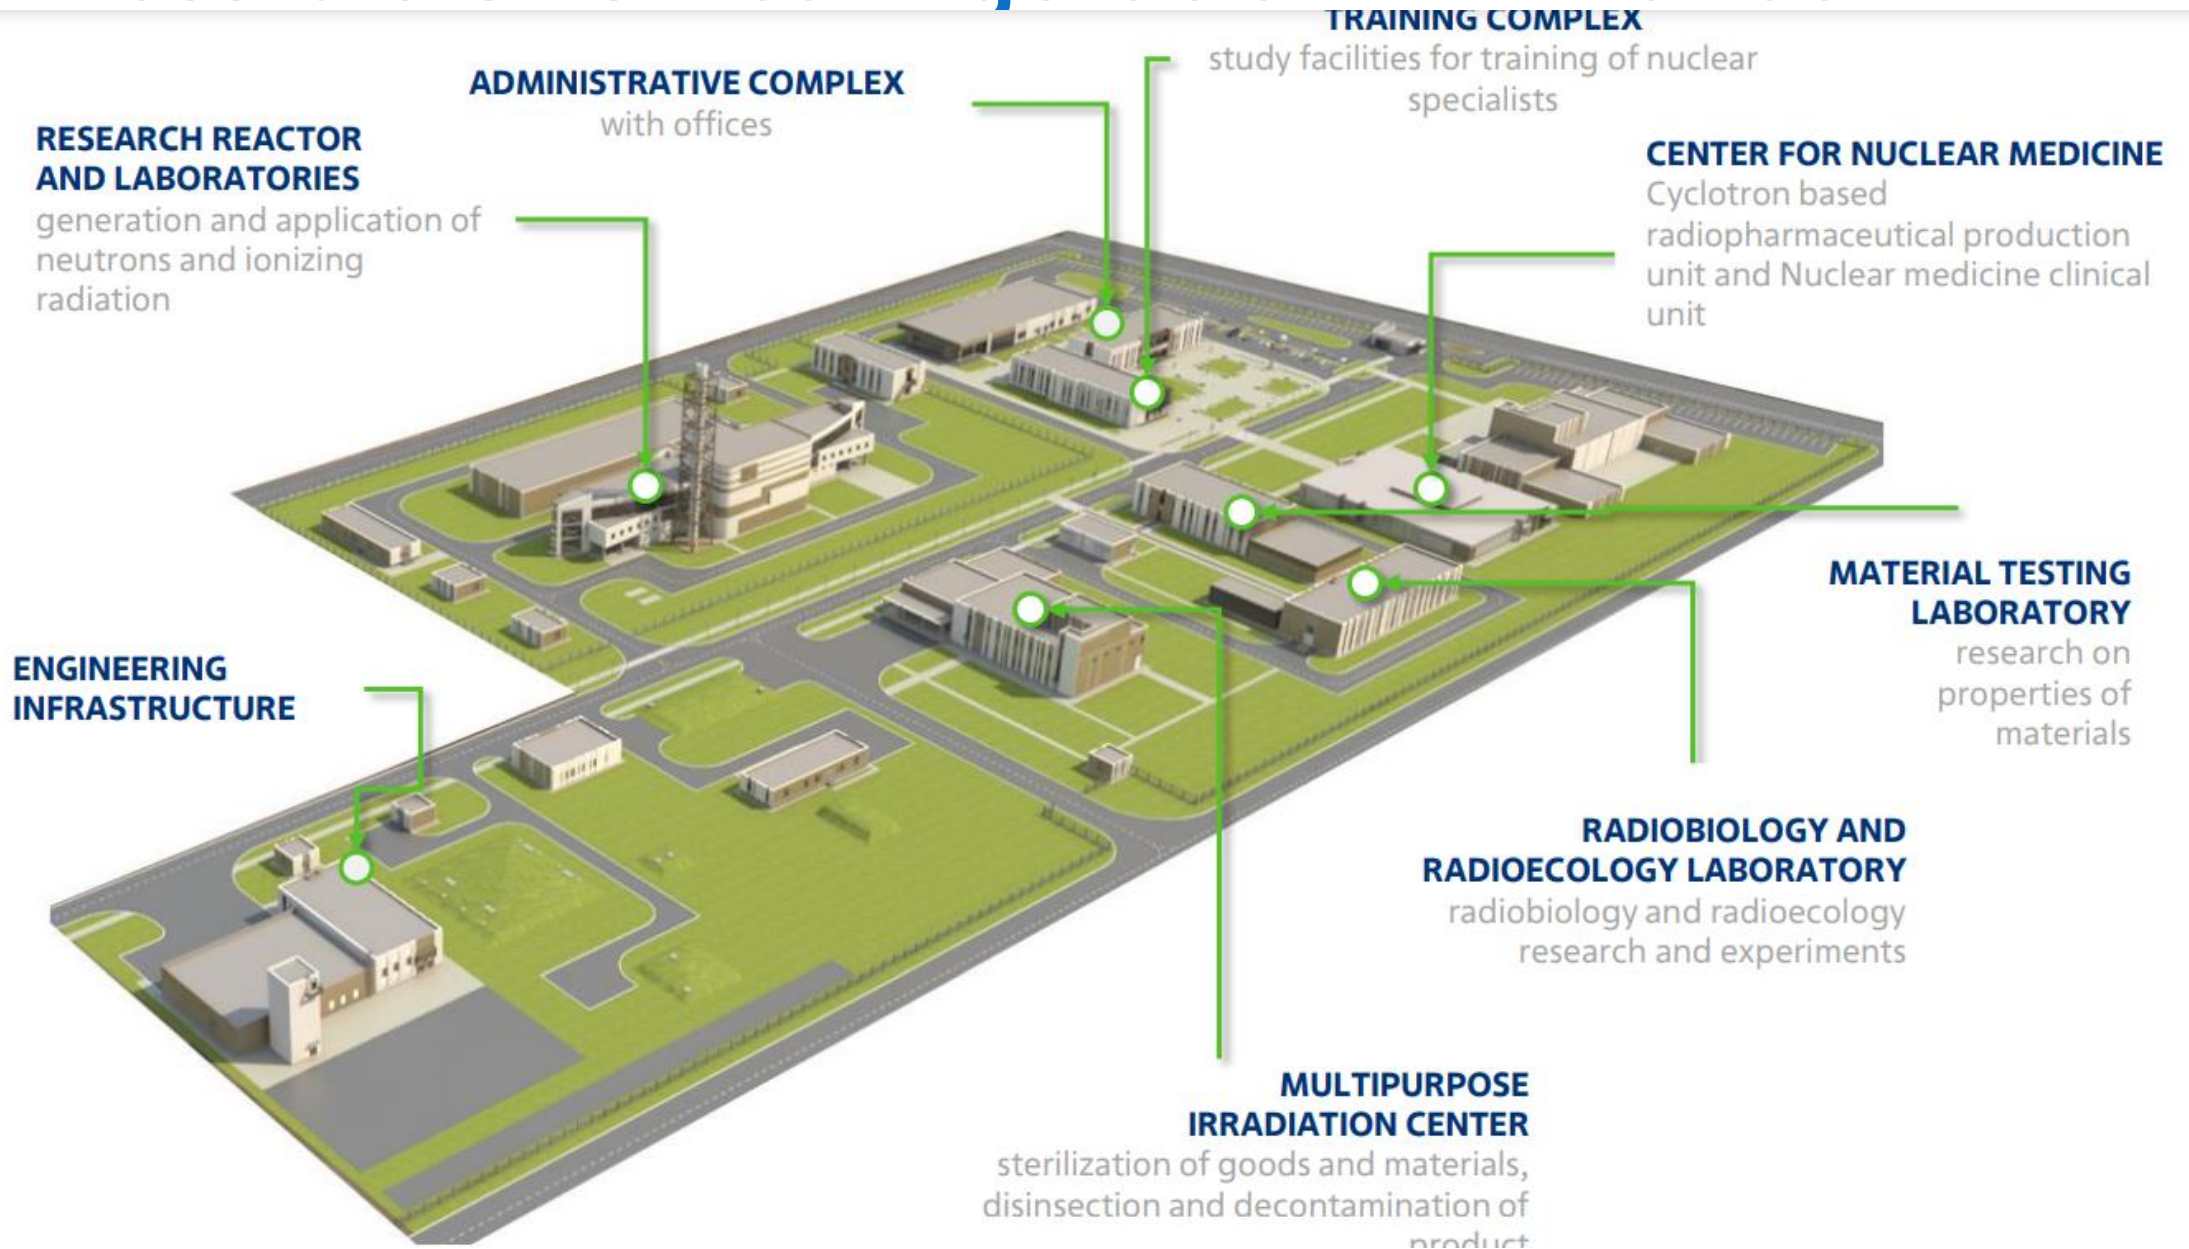 TRAINING COMPLEX
study facilities for training of nuclear
specialists
ADMINISTRATIVE COMPLEX
with offices
RESEARCH REACTOR
AND LABORATORIES
generation and application of
neutrons and ionizing
radiation
CENTER FOR NUCLEAR MEDICINE
Cyclotron based
radiopharmaceutical production
unit and Nuclear medicine clinical
unit
MATERIAL TESTING
LABORATORY
research on
properties of
materials
ENGINEERING
INFRASTRUCTURE
RADIOBIOLOGY AND
RADIOECOLOGY LABORATORY
radiobiology and radioecology
research and experiments
MULTIPURPOSE
IRRADIATION CENTER
sterilization of goods and materials,
disinsection and decontamination of
product